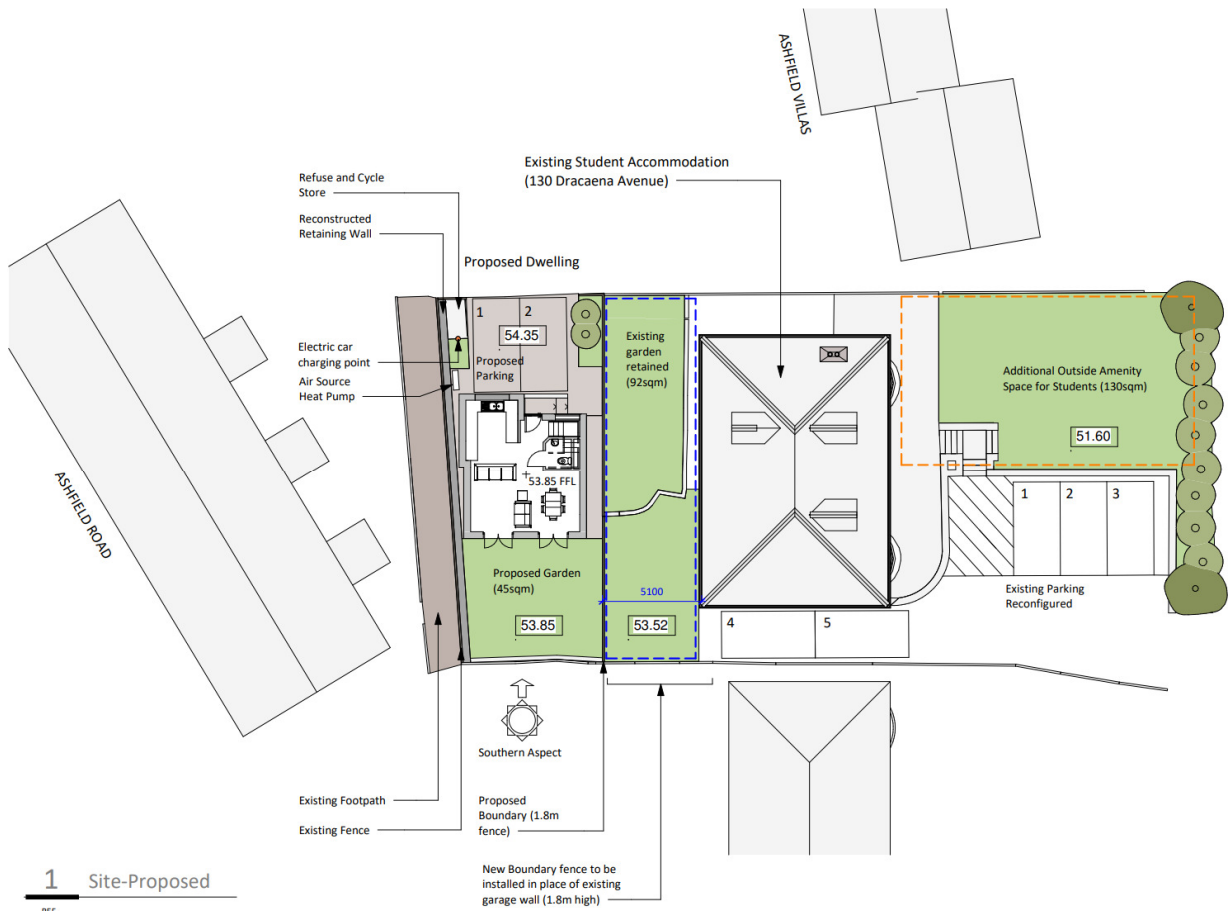 ASHFIELD VILLAS
Existing Student Accommodation
(130 Dracaena Avenue)
Refuse and Cycle
Store
Reconstructed
Retaining Wall
Proposed Dwelling
1
2
54.35
Proposed
Parking
Existing
garden
retained
(92sqm)
Electric car
charging point
Air Source
Heat Pump
Additional Outside Amenity
Space for Students (130sqm)
51.60
53.85 FFL
ASHFIELD ROAD
1
2
3
Proposed Garden
(45sqm)
5100
Existing Parking
Reconfigured
53.85
53.52
4
5
Southern Aspect
Existing Footpath
Existing Fence
Proposed
Boundary (1.8m
fence)
New Boundary fence to be
installed in place of existing
garage wall (1.8m high)
1
Site-Proposed